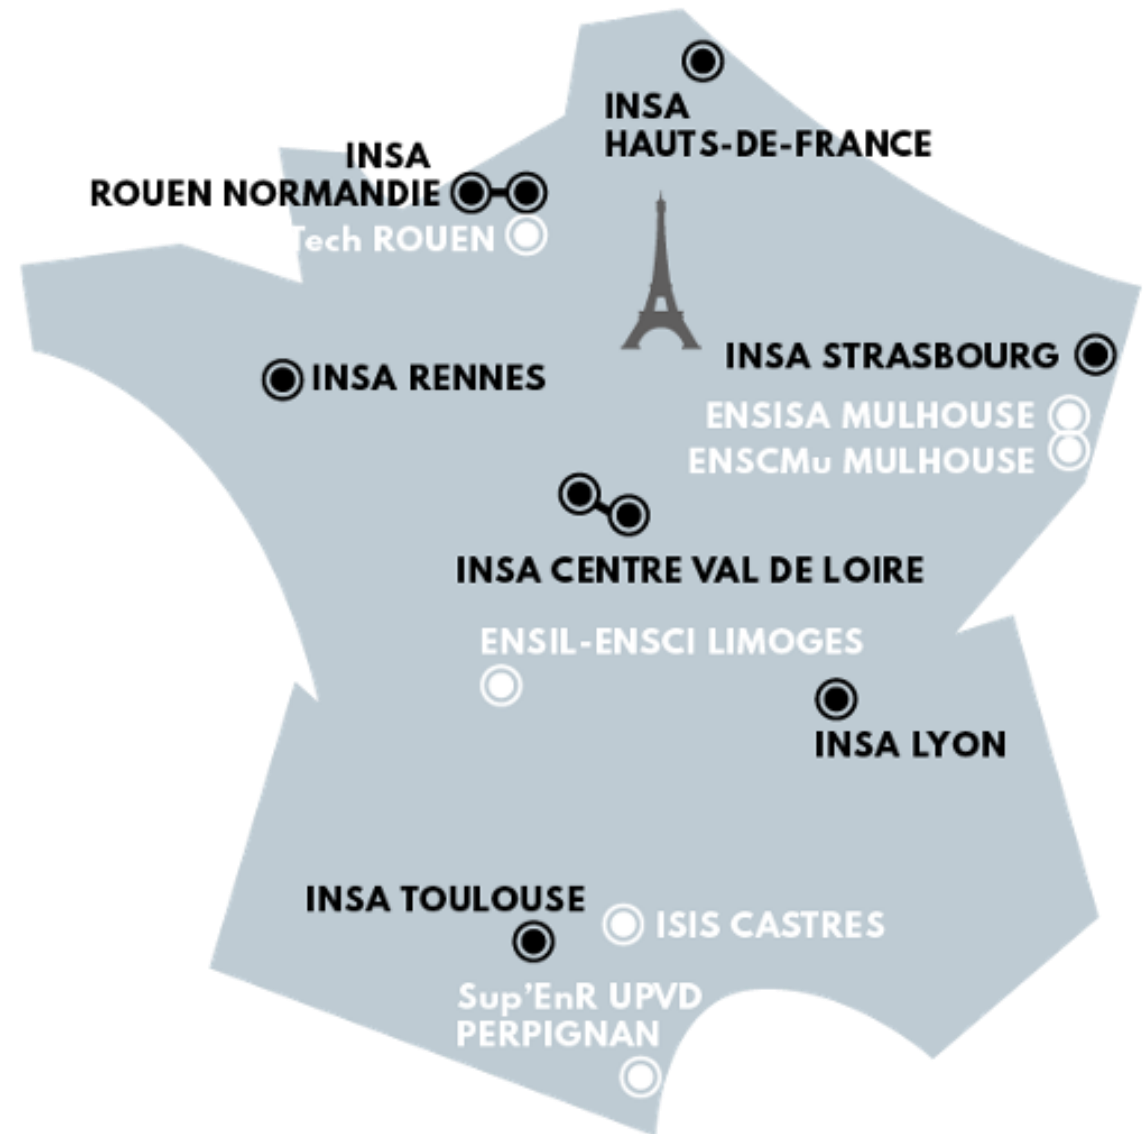 INSA
HAUTS-DE-FRANCE
INSA
ROUEN NORMANDIE
Tech ROUEN
INSA STRASBOURG
INSA RENNES
ENSISA MULHOUSE
ENSCMu MULHOUSE
INSA CENTRE VAL DE LOIRE
ENSIL-ENSCI LIMOGES
INSA LYON
INSA TOULOUSE
ISIS CASTRES
Sup’EnR UPVD
PERPIGNAN